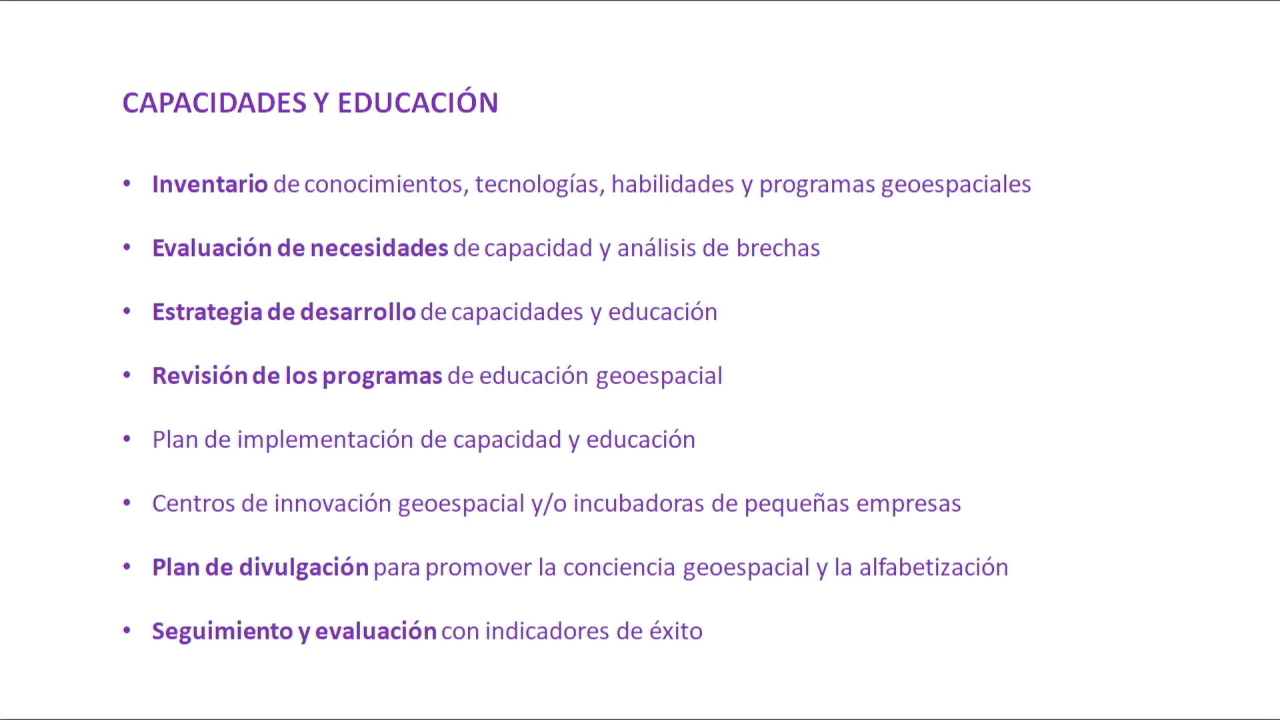 CAPACIDADES Y EDUCACIÓN
• Inventario de conocimientos, tecnologías, habilidades y programas geoespaciales
• Evaluación de necesidades de capacidad y análisis de brechas
• Estrategia de desarrollo de capacidades y educación
• Revisión de los programas de educación geoespacial
• Plan de implementación de capacidad y educación
• Centros de innovación geoespacial y/o incubadoras de pequeñas empresas
• Plan de divulgación para promover la conciencia geoespacial y la alfabetización
• Seguimiento y evaluación con indicadores de éxito